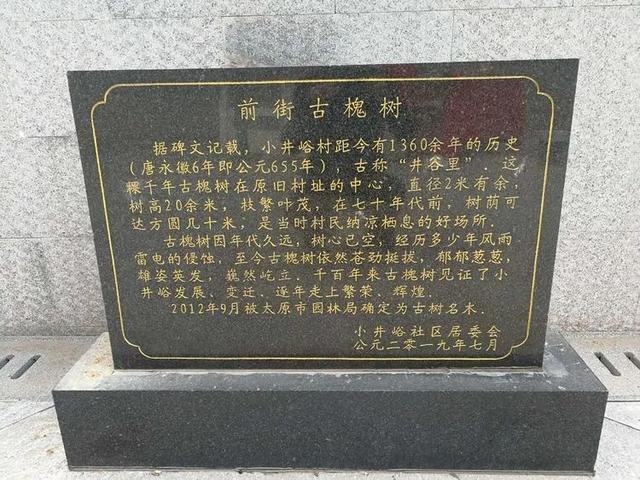 前街古槐树
据碑文记载，小井峪村距今有1360余年的历史
（唐永徽6年即公元655年），古称“井谷里”．这
棵千年古槐树在原旧村址的中心，直径2米有余，
树高20余米，枝繁叶茂，在七十年代前，树荫可
达方圆几十米，是当时村民纳凉栖息的好场所．
古槐树因年代久远，树心已空，经历多少年风雨
雷电的侵蚀，至今古槐树依然苍劲挺拔，郁郁葱葱，
雄姿英发，巍然屹立．千百年来古槐树见证了小
井峪发展、变迁、逐年走上繁荣、辉煌．
2012年9月被太原市园林局确定为古树名木．
小井峪社区居委会
公元二零一九年七月